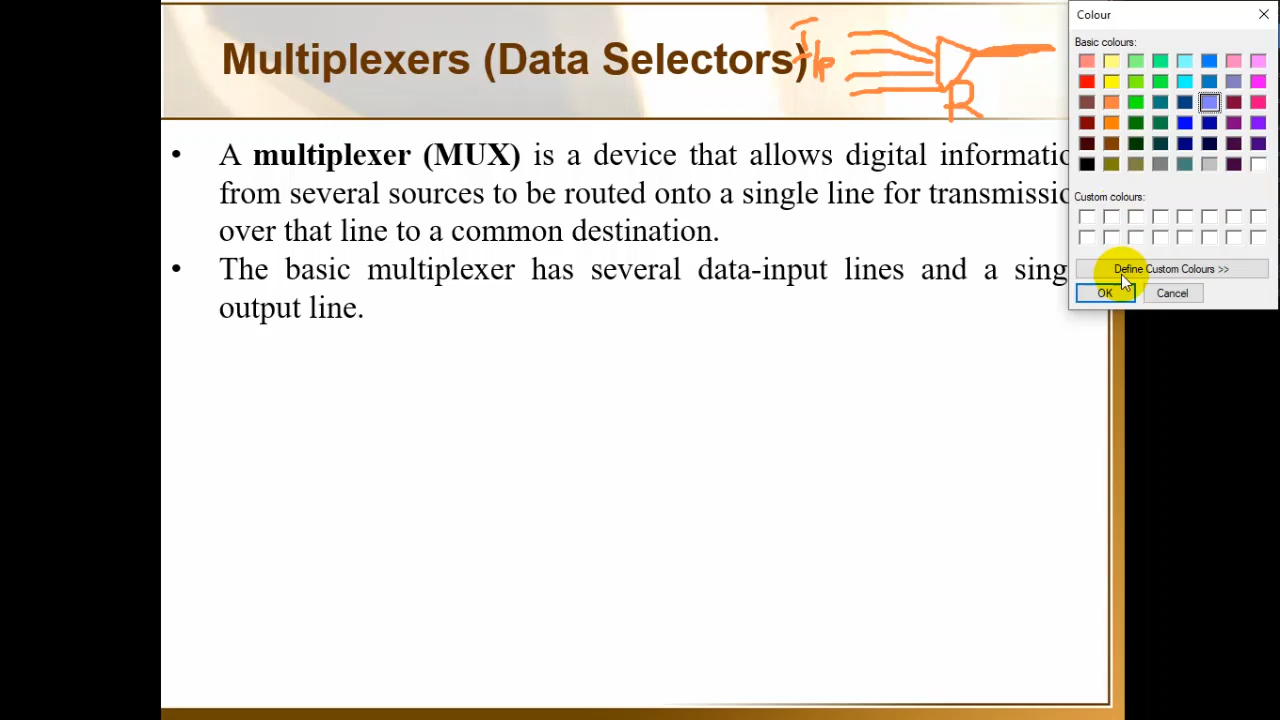 Multiplexers (Data Selectors)
I/p
R
• A multiplexer (MUX) is a device that allows digital informatio
from several sources to be routed onto a single line for transmissio
over that line to a common destination.
• The basic multiplexer has several data-input lines and a sing
output line.
Colour
Basic colours:
Custom colours:
Define Custom Colours >>
OK
Cancel